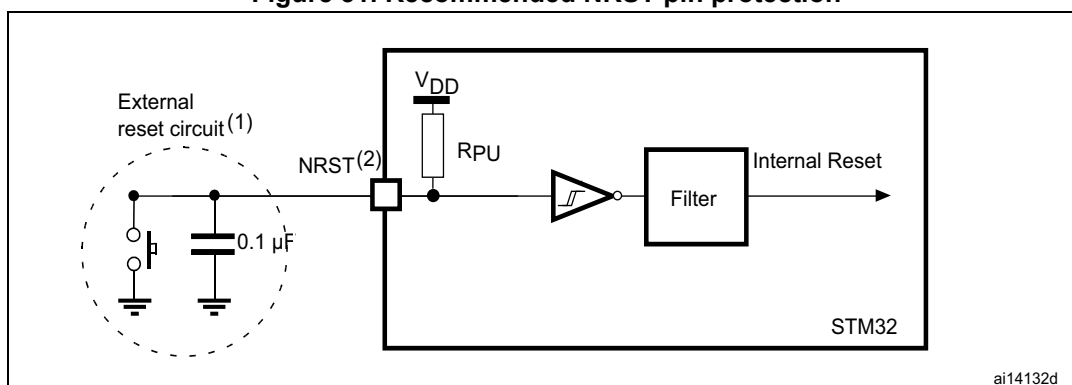 Figure 31. Recommended NRST pin protection
VDD
External
reset circuit(1)
NRST(2)
RPU
Internal Reset
Filter
0.1 µF
STM32
ai14132d